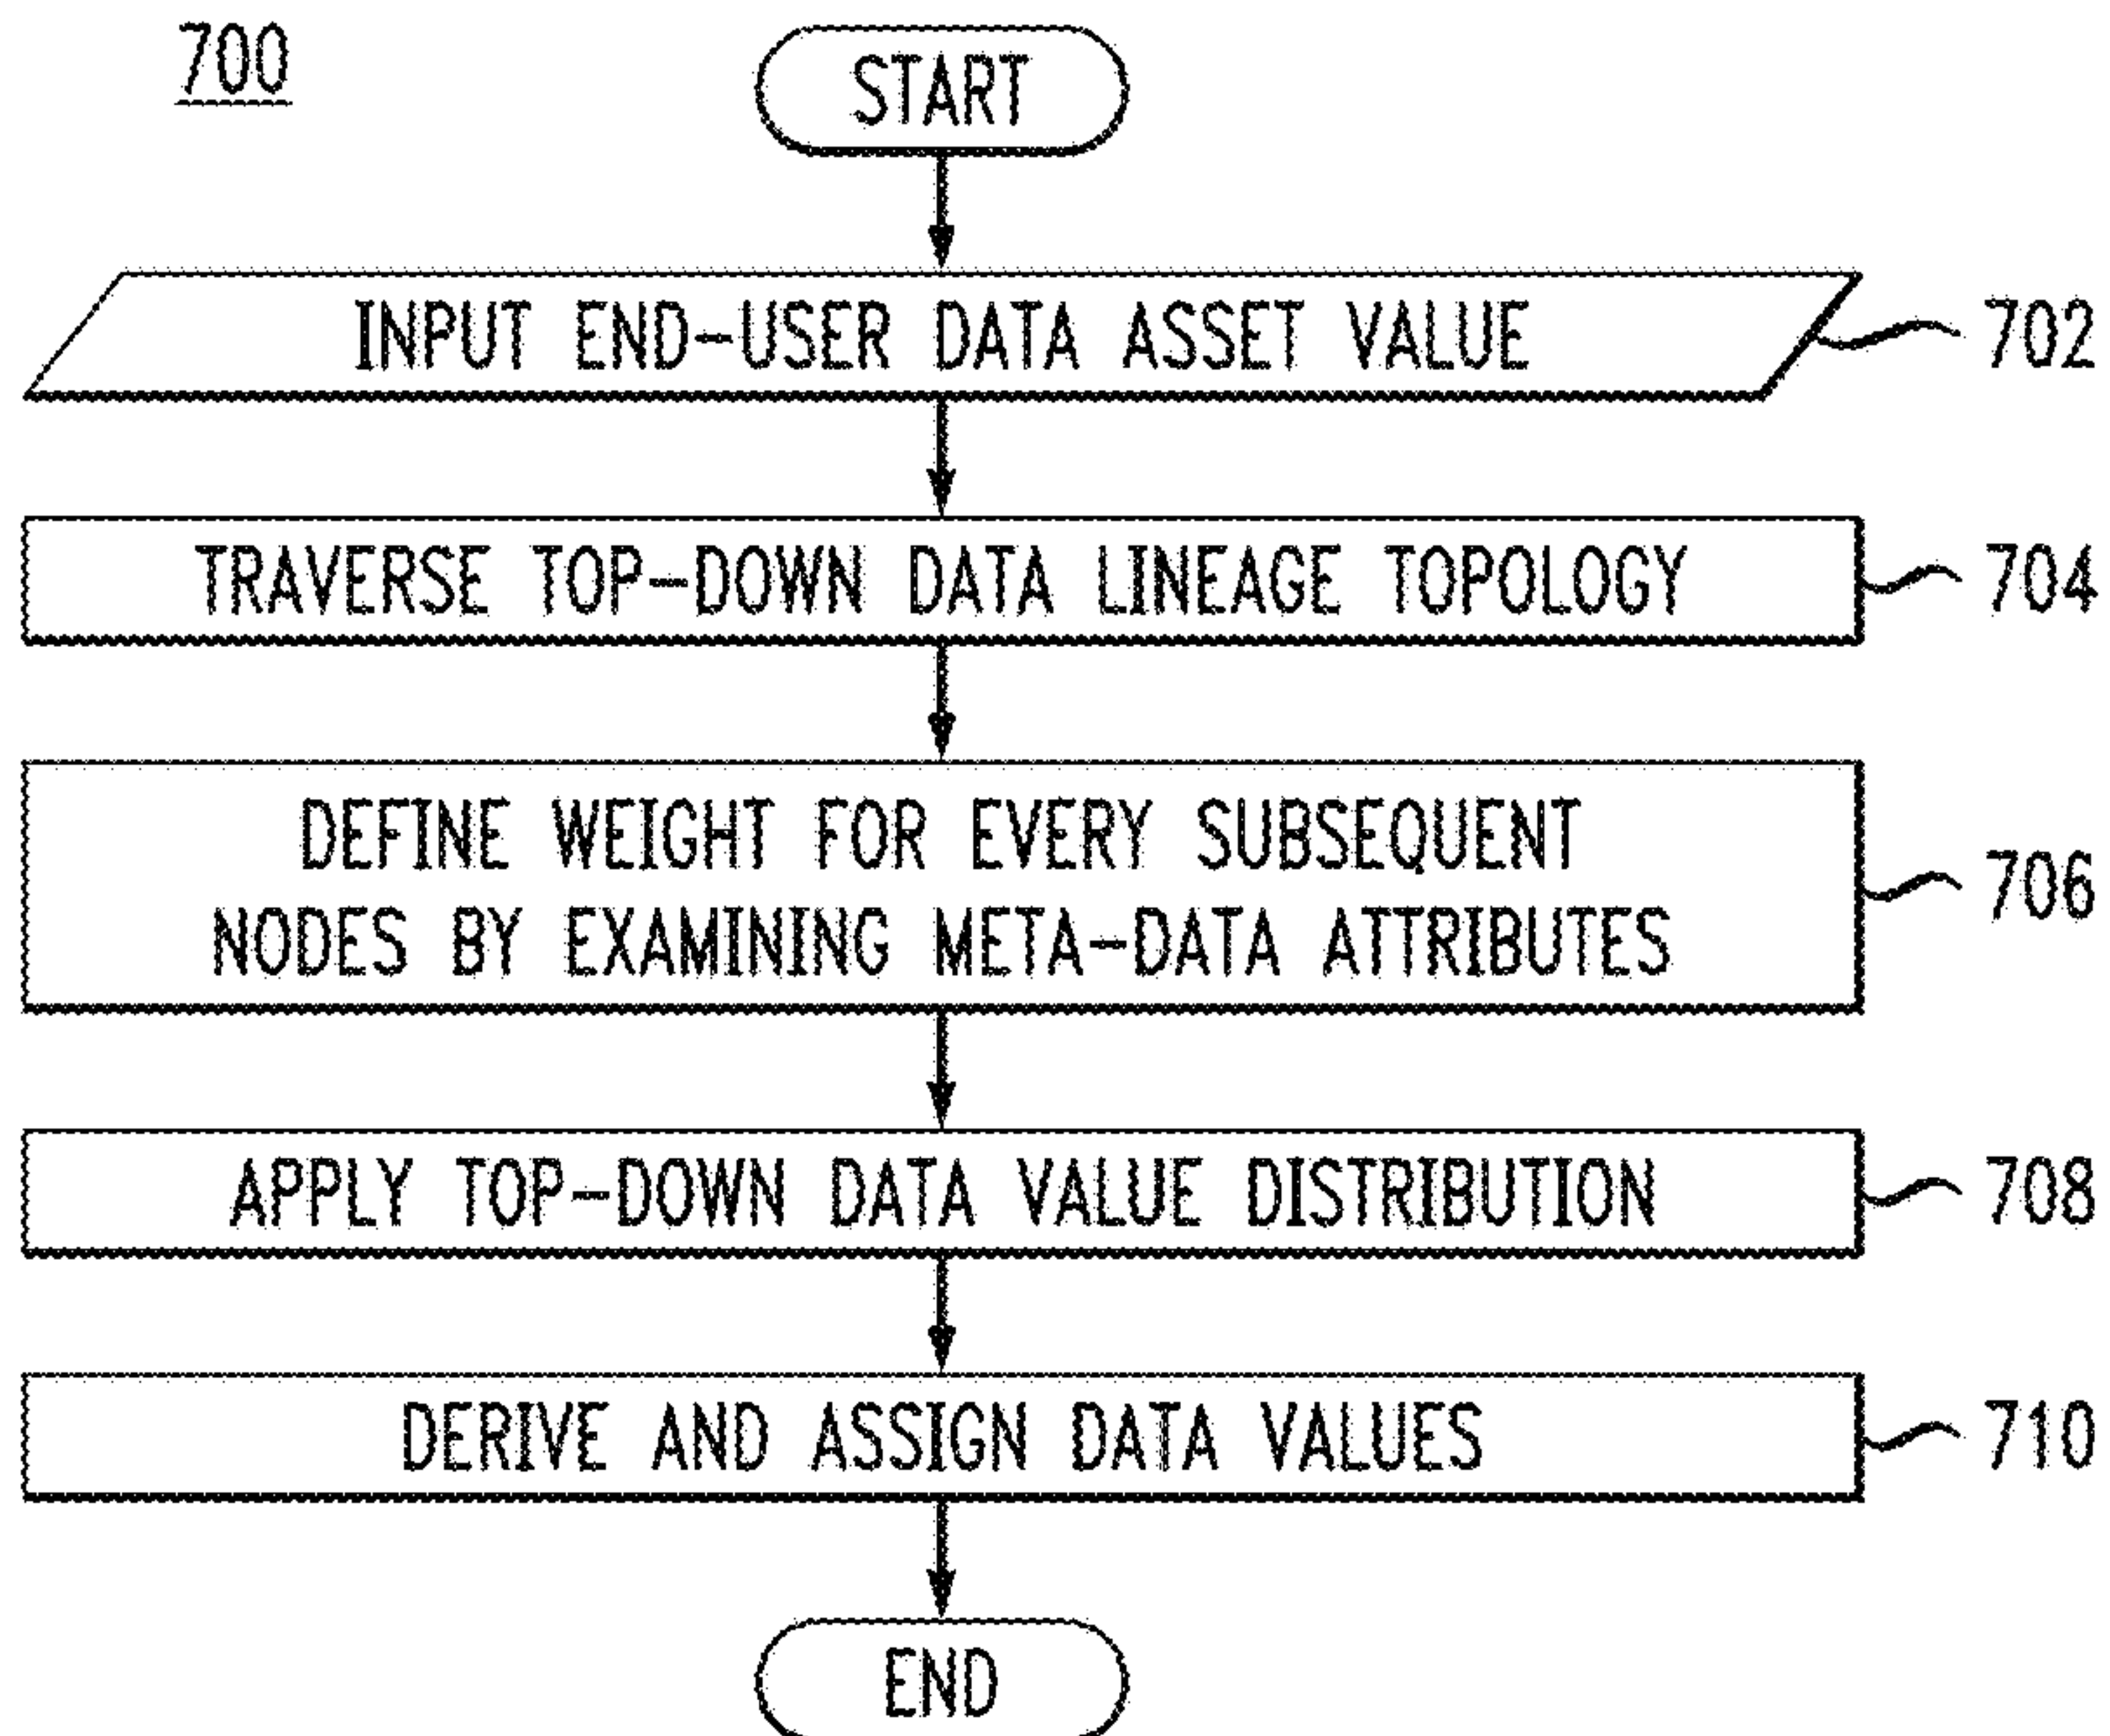 700
START
INPUT END-USER DATA ASSET VALUE
702
TRAVERSE TOP-DOWN DATA LINEAGE TOPOLOGY
704
DEFINE WEIGHT FOR EVERY SUBSEQUENT
NODES BY EXAMINING META-DATA ATTRIBUTES
706
APPLY TOP-DOWN DATA VALUE DISTRIBUTION
708
DERIVE AND ASSIGN DATA VALUES
710
END